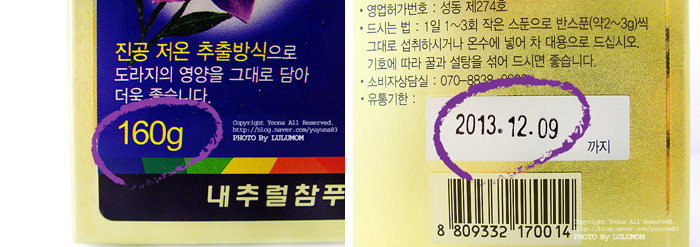 진공 저온 추출방식으로
도라지의 영양을 그대로 담아
더욱 좋습니다.
160g
Copyright Yeona All Reserved.
http://blog.naver.com/yuyuna83
PHOTO By LULUMOM
내추럴참푸
• 영업허가번호 : 성동 제274호
• 드시는 법 : 1일 1~3회 작은 스푼으로 반스푼(약2~3g)씩
그대로 섭취하시거나 온수에 넣어 차 대용으로 드십시오.
기호에 따라 꿀과 설탕을 섞어 드시면 좋습니다.
• 소비자상담실 : 070-8838-
• 유통기한 :
2013.12.09
까지
8 809332 170014
Copyright Yeona All Reserved.
http://blog.naver.com/yuyuna83
PHOTO By LULUMOM